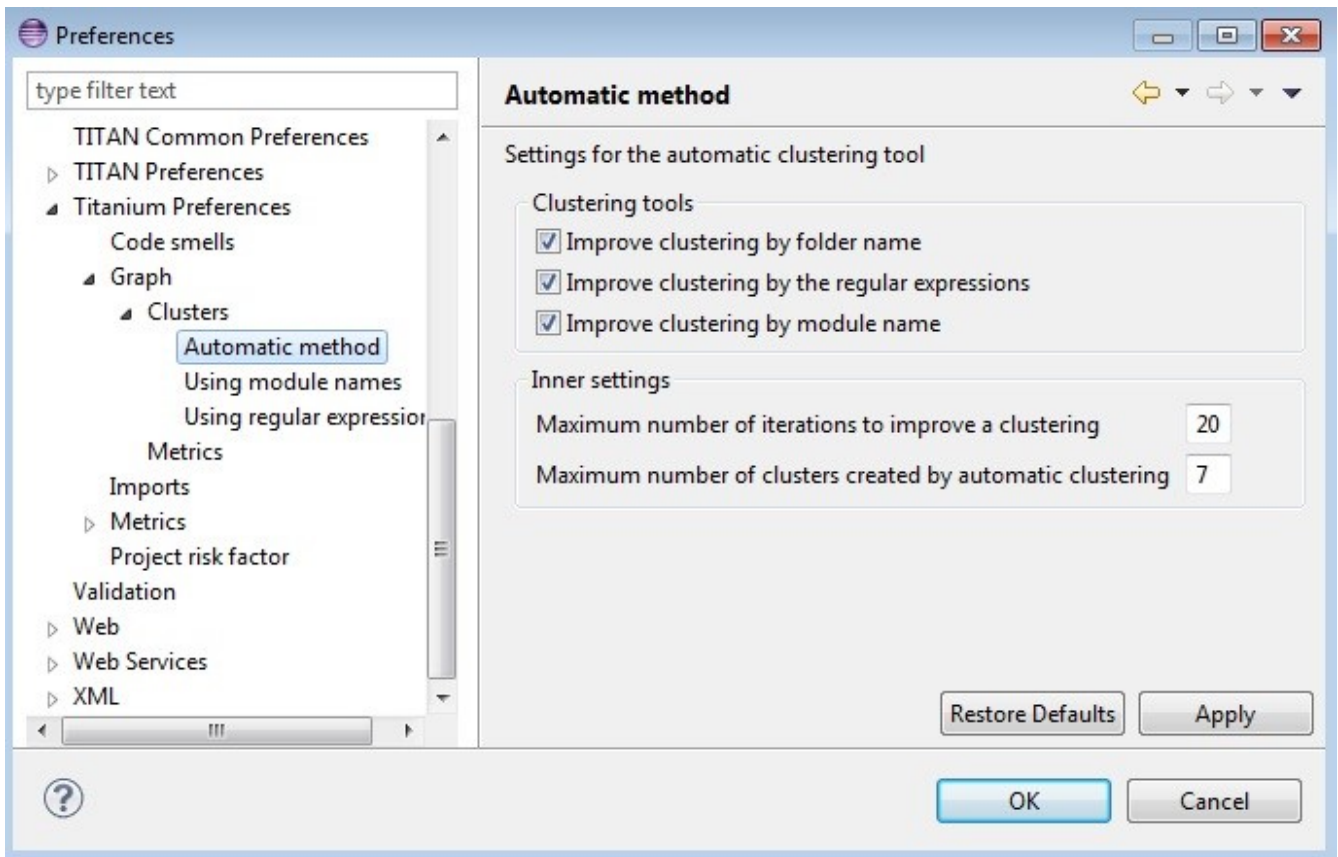 Preferences
type filter text
TITAN Common Preferences
TITAN Preferences
Titanium Preferences
Code smells
Graph
Clusters
Automatic method
Using module names
Using regular expression
Metrics
Imports
Metrics
Project risk factor
Validation
Web
Web Services
XML
Automatic method
Settings for the automatic clustering tool
Clustering tools
Improve clustering by folder name
Improve clustering by the regular expressions
Improve clustering by module name
Inner settings
Maximum number of iterations to improve a clustering 20
Maximum number of clusters created by automatic clustering 7
Restore Defaults Apply
? OK Cancel